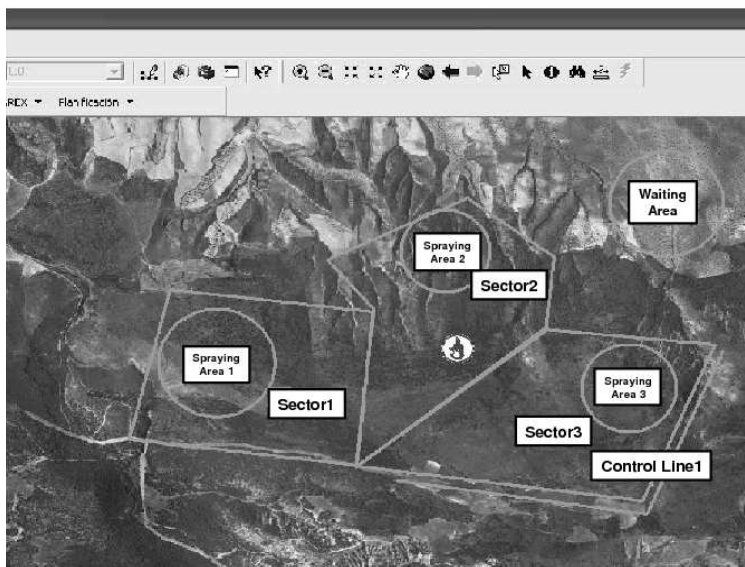 Planificación
Waiting
Area
Spraying
Area 2
Sector2
Spraying
Area 1
Spraying
Area 3
Sector1
Sector3
Control Line1